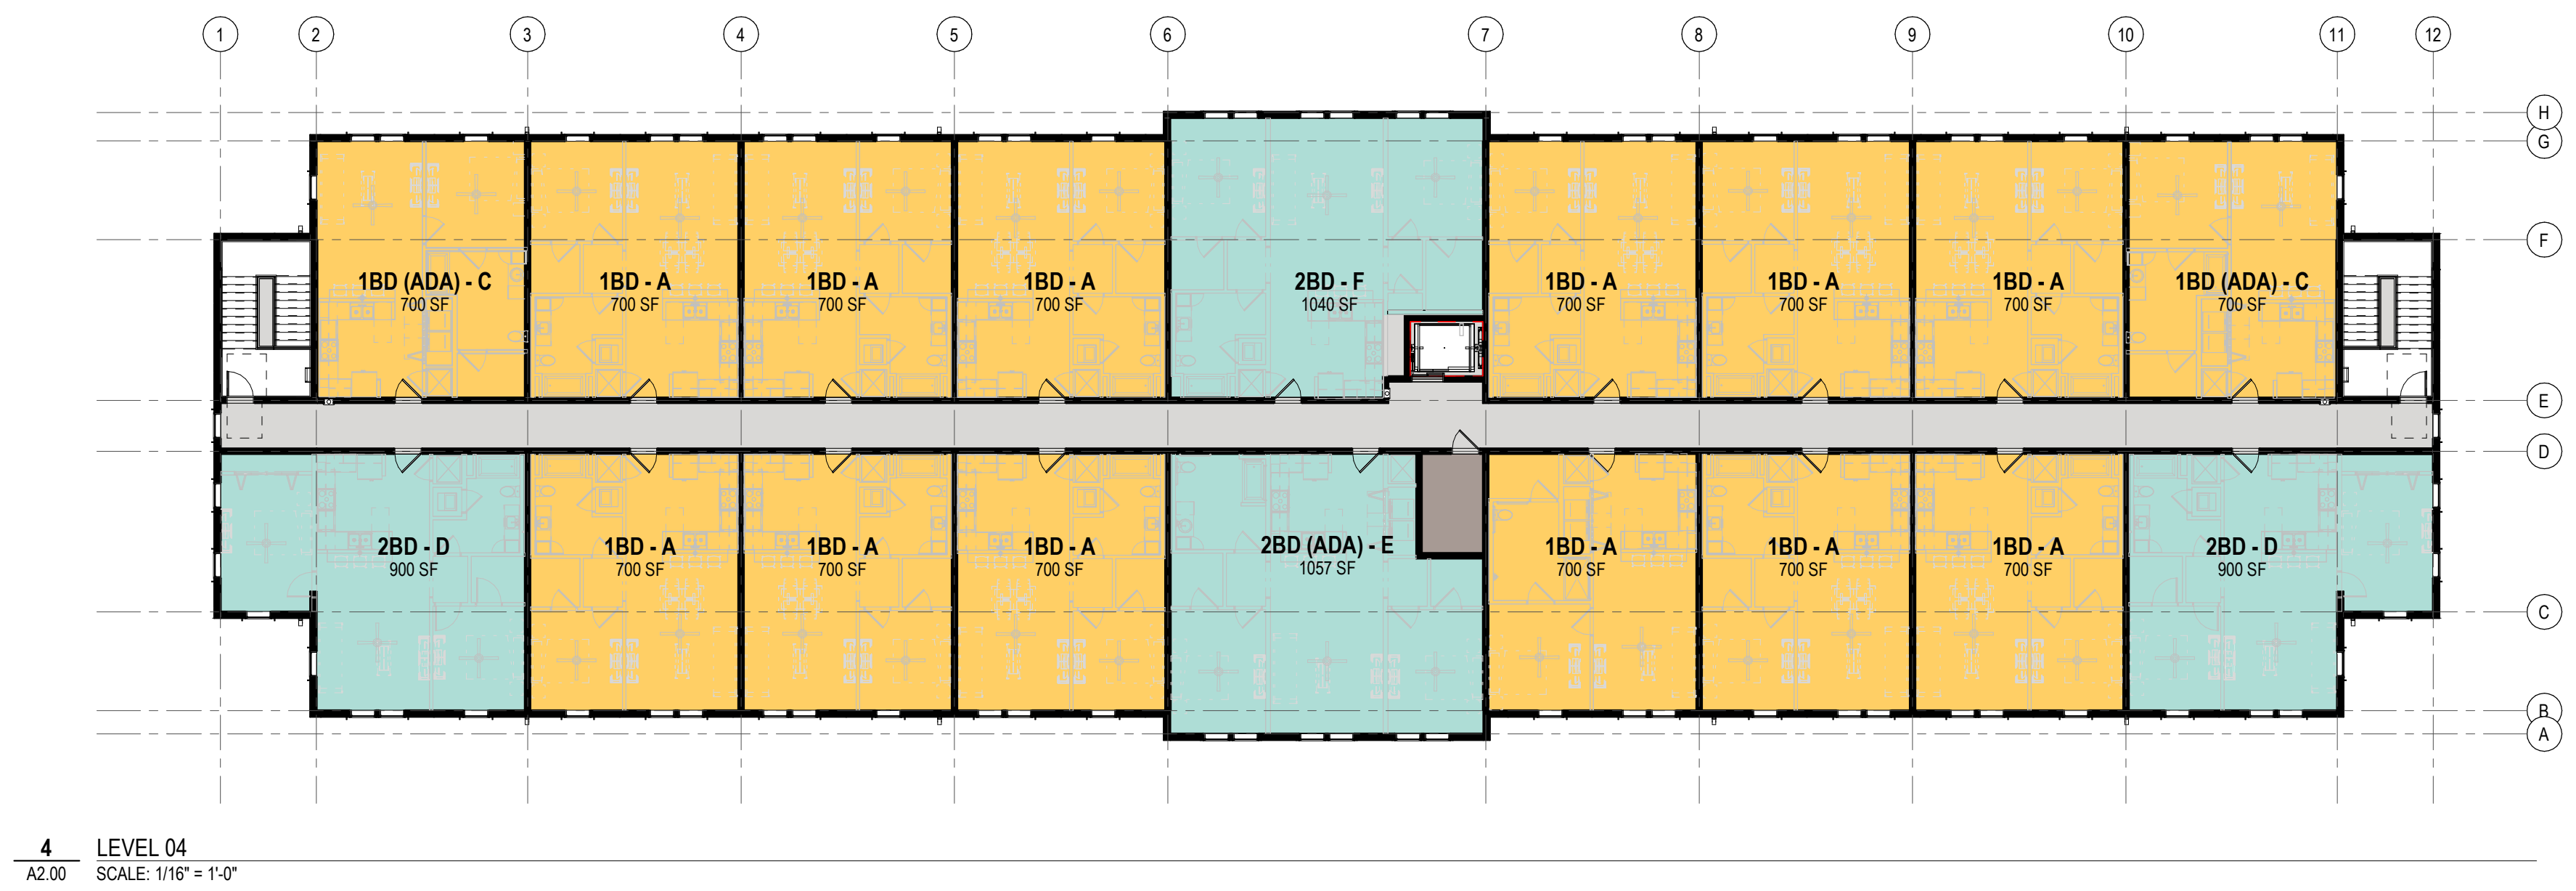 1 2 3 4 5 6 7 8 9 10 11 12
H
G
F
1BD (ADA) - C 1BD - A 1BD - A 1BD - A 2BD - F 1BD - A 1BD - A 1BD - A 1BD (ADA) - C
700 SF 700 SF 700 SF 700 SF 1040 SF 700 SF 700 SF 700 SF 700 SF
E
D
2BD - D 1BD - A 1BD - A 1BD - A 2BD (ADA) - E 1BD - A 1BD - A 1BD - A 2BD - D
900 SF 700 SF 700 SF 700 SF 1057 SF 700 SF 700 SF 700 SF 900 SF
C
B
A
4 LEVEL 04
A2.00 SCALE: 1/16" = 1'-0"